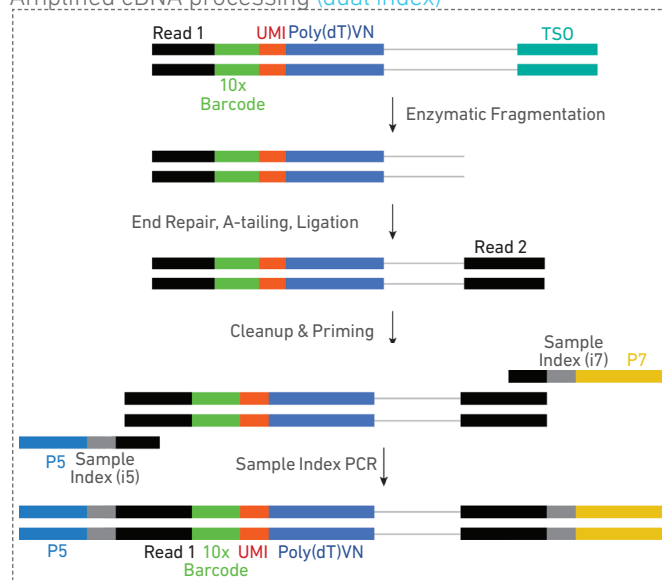 Amplified cDNA processing (dual index)
Read 1 UMI Poly(dT)VN TSO
10x
Barcode
Enzymatic Fragmentation
End Repair, A-tailing, Ligation
Read 2
Cleanup & Priming
Sample
Index (i7) P7
P5 Sample
Index (i5)
Sample Index PCR
P5 Read 1 10x UMI Poly(dT)VN
Barcode